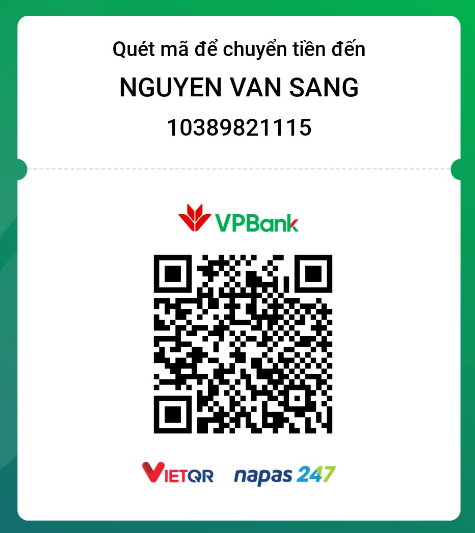 Quét mã để chuyển tiền đến
NGUYEN VAN SANG
10389821115
VPBank
VIETQR napas 247